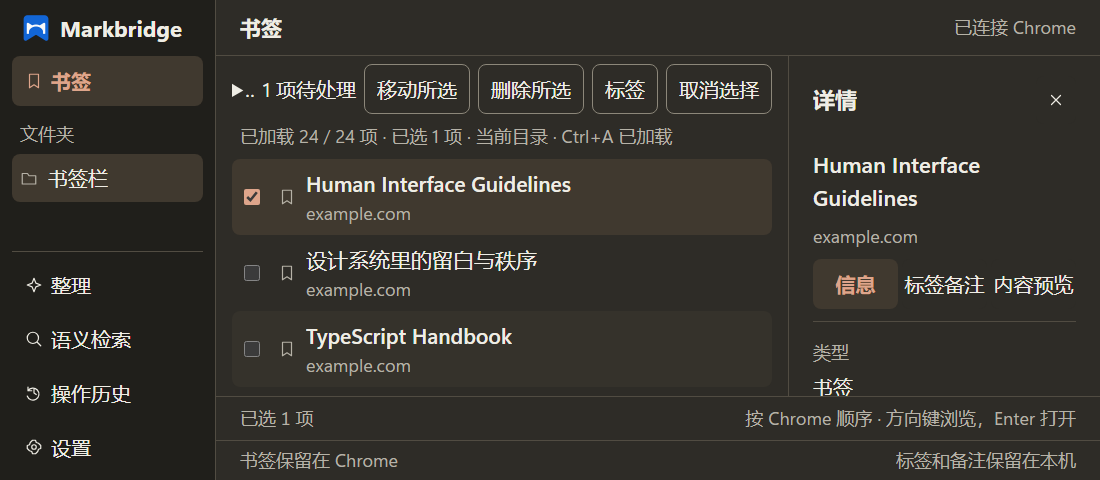 Markbridge
书签
文件夹
书签栏
整理
语义检索
操作历史
设置
书签
已连接 Chrome
▶.. 1 项待处理 移动所选 删除所选 标签 取消选择
已加载 24 / 24 项 · 已选 1 项 · 当前目录 · Ctrl+A 已加载
Human Interface Guidelines
example.com
设计系统里的留白与秩序
example.com
TypeScript Handbook
example.com
详情
Human Interface
Guidelines
example.com
信息 标签备注 内容预览
类型
书签
已选 1 项
按 Chrome 顺序 · 方向键浏览，Enter 打开
书签保留在 Chrome
标签和备注保留在本机